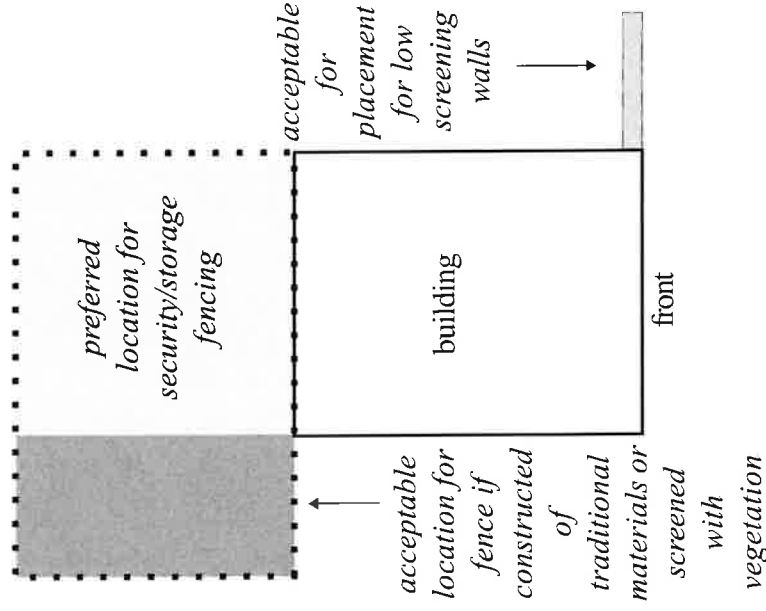 preferred
location for
security/storage
fencing
acceptable
for
placement
for low
screening
walls
building
front
acceptable
location for
fence if
constructed
of
traditional
materials or
screened
with
vegetation